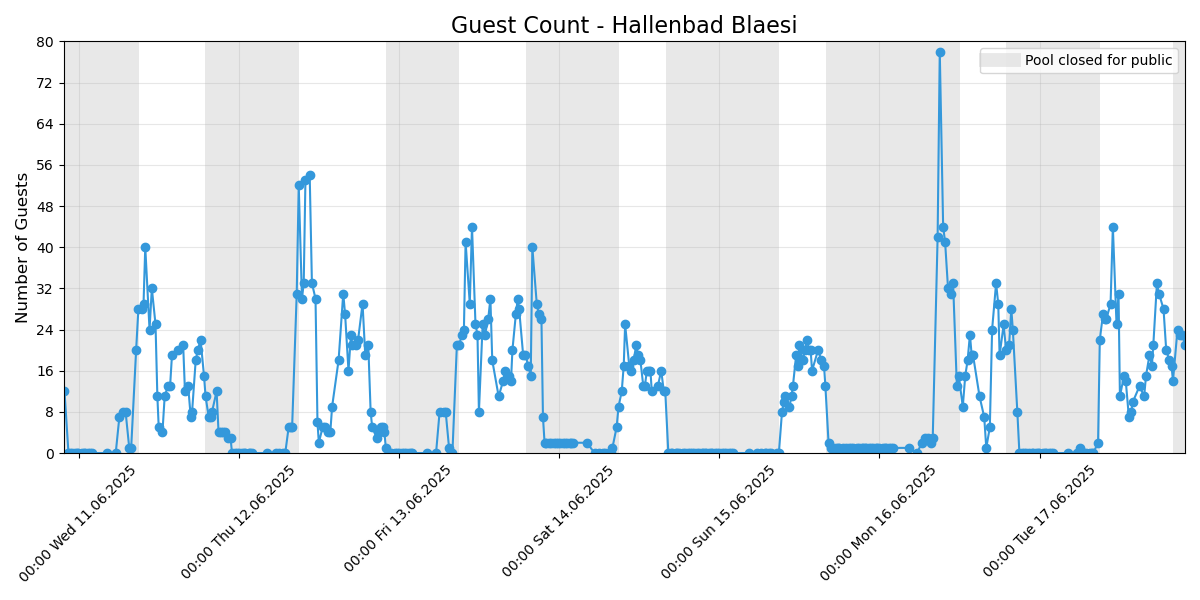 Guest Count - Hallenbad Blaesi
Pool closed for public
Number of Guests
80
72
64
56
48
40
32
24
16
8
0
00:00 Wed 11.06.2025
00:00 Thu 12.06.2025
00:00 Fri 13.06.2025
00:00 Sat 14.06.2025
00:00 Sun 15.06.2025
00:00 Mon 16.06.2025
00:00 Tue 17.06.2025